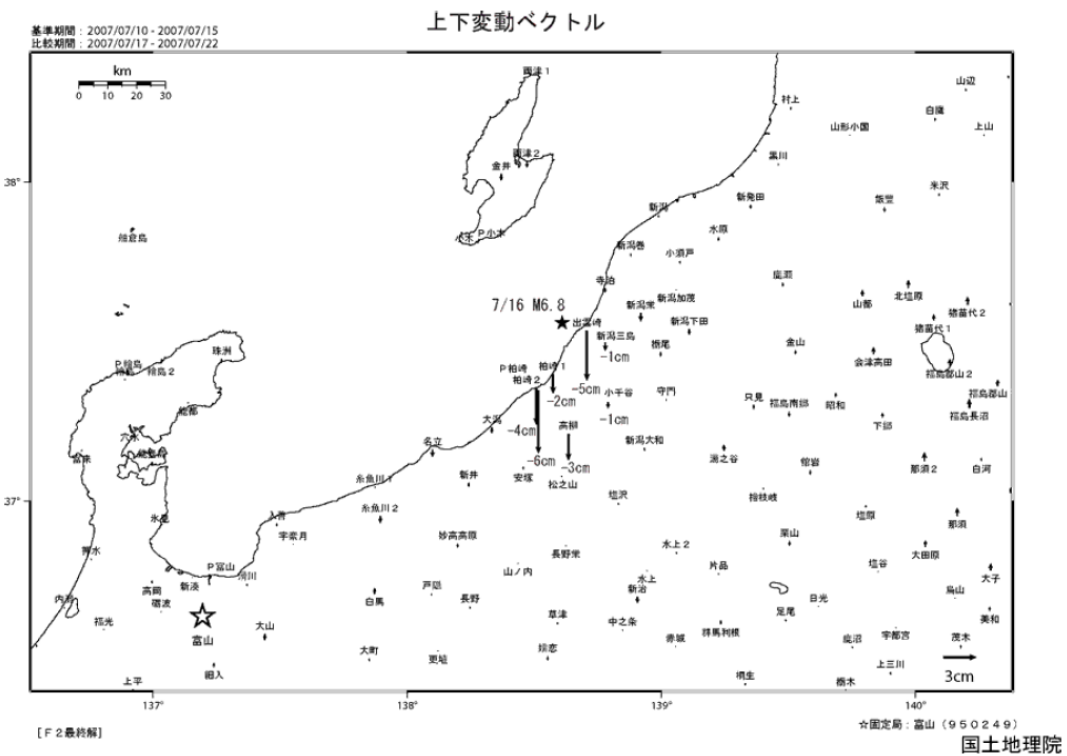 上下変動ベクトル
基準期間：2007/07/10-2007/07/15
比較期間：2007/07/17-2007/07/22
km
0 10 20 30
両津1
山辺
村上
白鷹
山形小国
上山
両津2
金井
黒川
38°
米沢
新発田
飯豊
新潟
小木
P小木
水原
舳倉島
新潟巻
小須戸
鹿瀬
寺泊
北塩原
7/16 M6.8
新潟栄
新潟加茂
山都
猪苗代2
出雲崎
新潟下田
猪苗代1
新潟三島
栃尾
金山
珠洲
-1cm
会津高田
P輪島
P柏崎
柏崎1
福島郡山2
輪島
輪島2
柏崎2
-5cm
小千谷
守門
只見
福島郡山
能都
-2cm
福島南郷
昭和
福島長沼
大潟
-4cm
-1cm
高柳
下郷
穴水
名立
新潟大和
富来
-6cm
-3cm
湯之谷
舘岩
那須2
白河
糸魚川1
新井
安塚
松之山
37°
塩沢
檜枝岐
糸魚川2
塩原
氷見
入善
那須
宇奈月
妙高高原
栗山
長野栄
水上2
大田原
P富山
山ノ内
片品
塩谷
滑川
大子
高岡
新湊
戸隠
水上
新治
烏山
内灘
砺波
白馬
長野
日光
足尾
美和
福光
草津
中之条
富山
大山
赤城
群馬利根
鹿沼
宇都宮
茂木
大町
更埴
嬬恋
細入
上三川
3cm
上平
桐生
栃木
137°
138°
139°
140°
[F2最終解]
☆固定局：富山（950249）
国土地理院